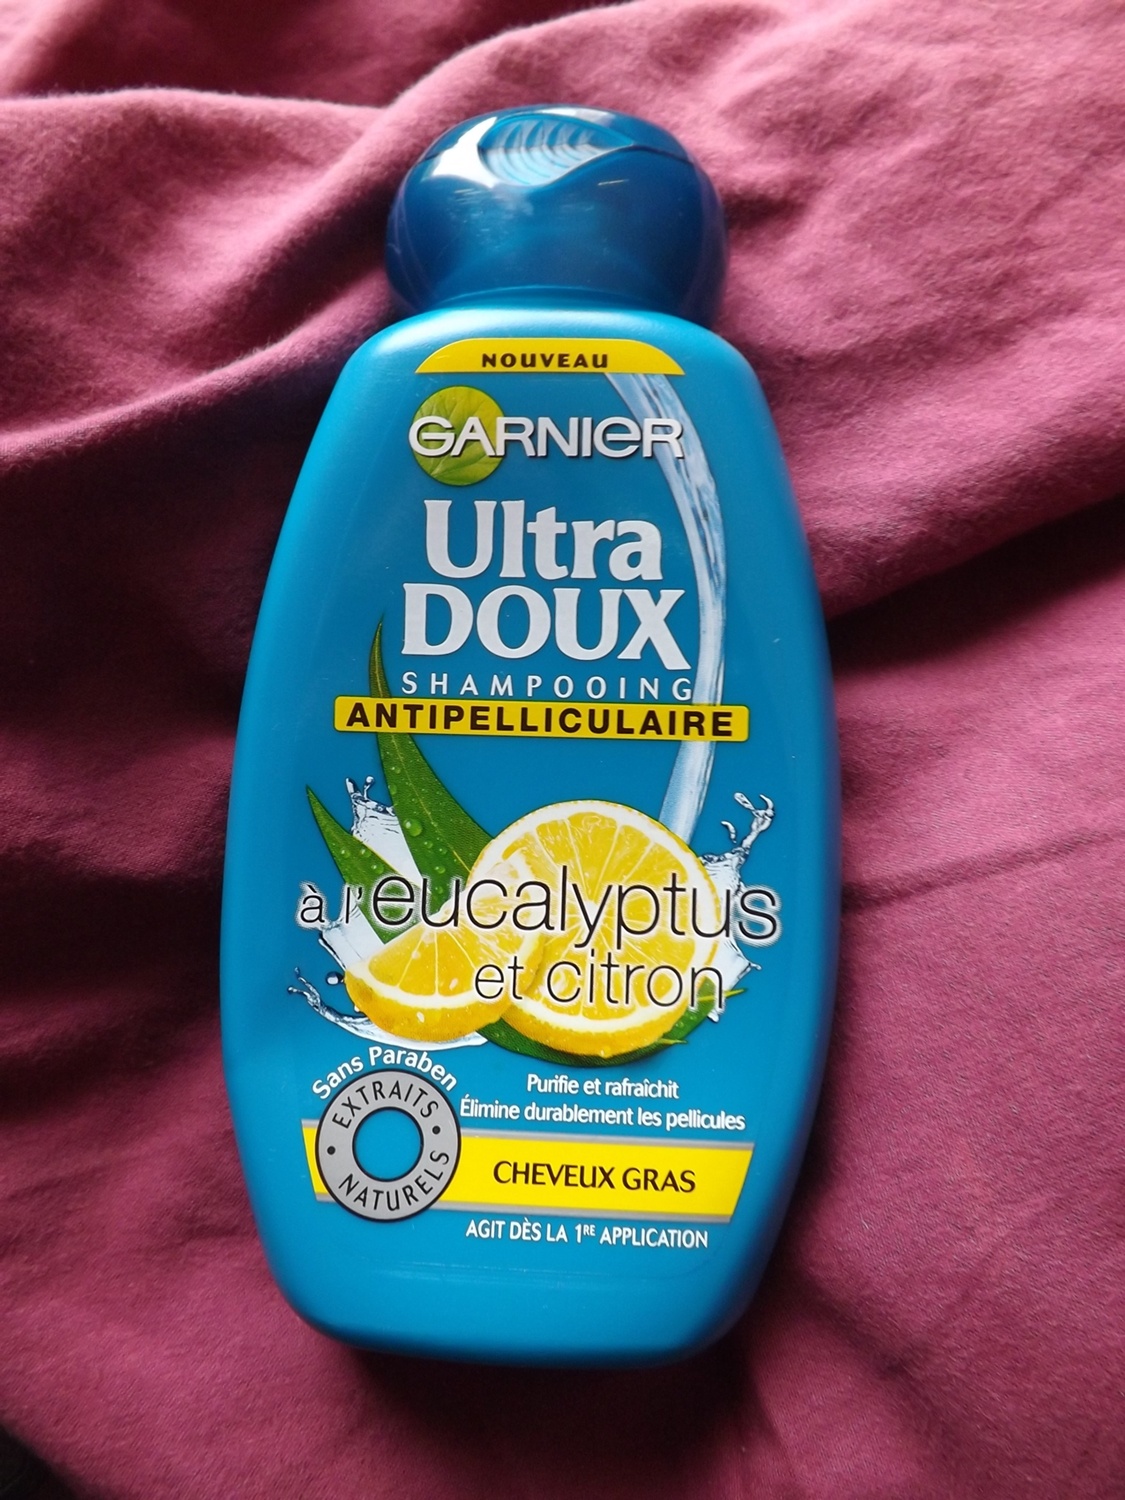 NOUVEAU
GARNIER
Ultra
DOUX
SHAMPOOING
ANTIPELLICULAIRE
à l'eucalyptus
et citron
Sans Paraben
EXTRAITS
NATURELS
Purifie et rafraîchit
Élimine durablement les pellicules
CHEVEUX GRAS
AGIT DÈS LA 1RE APPLICATION